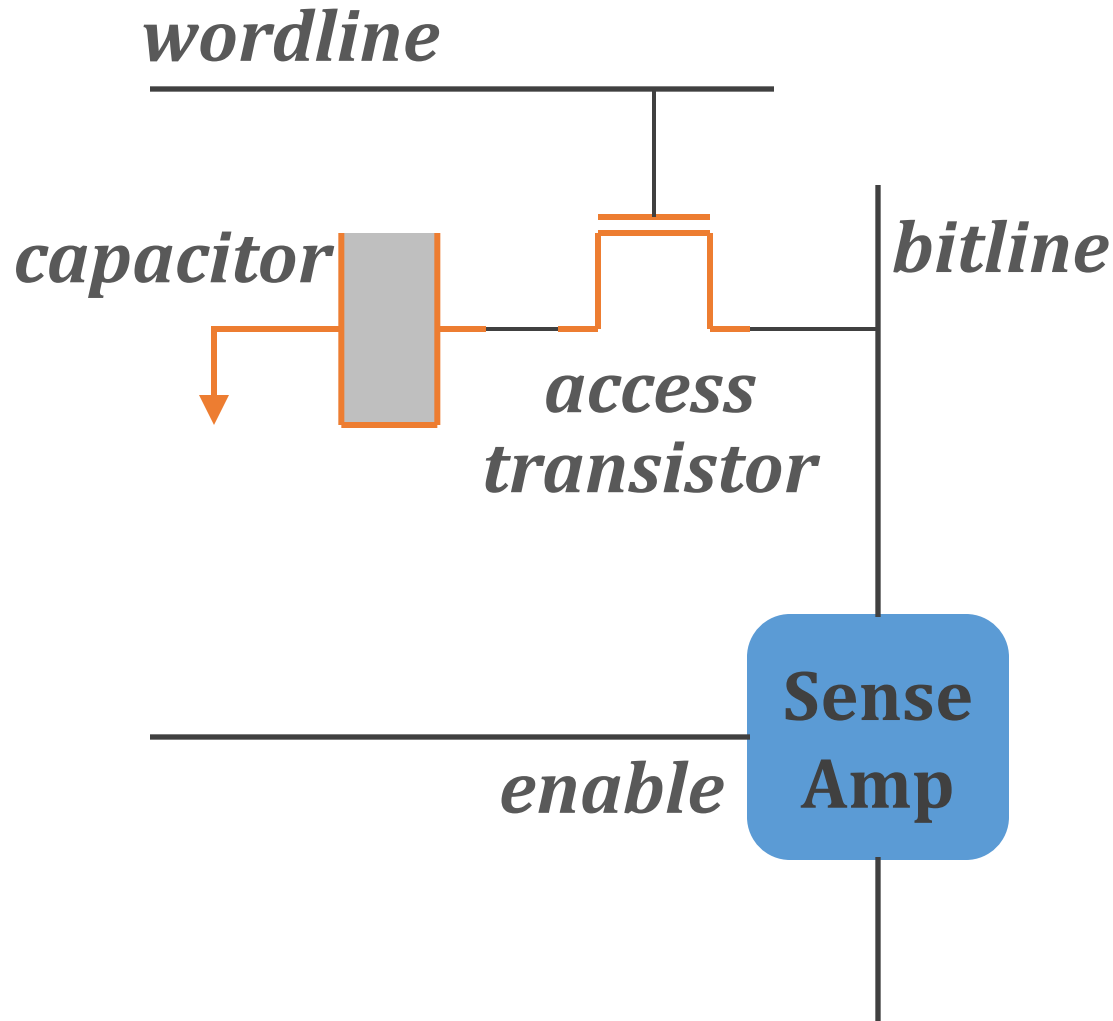 wordline
capacitor
bitline
access
transistor
Sense
Amp
enable